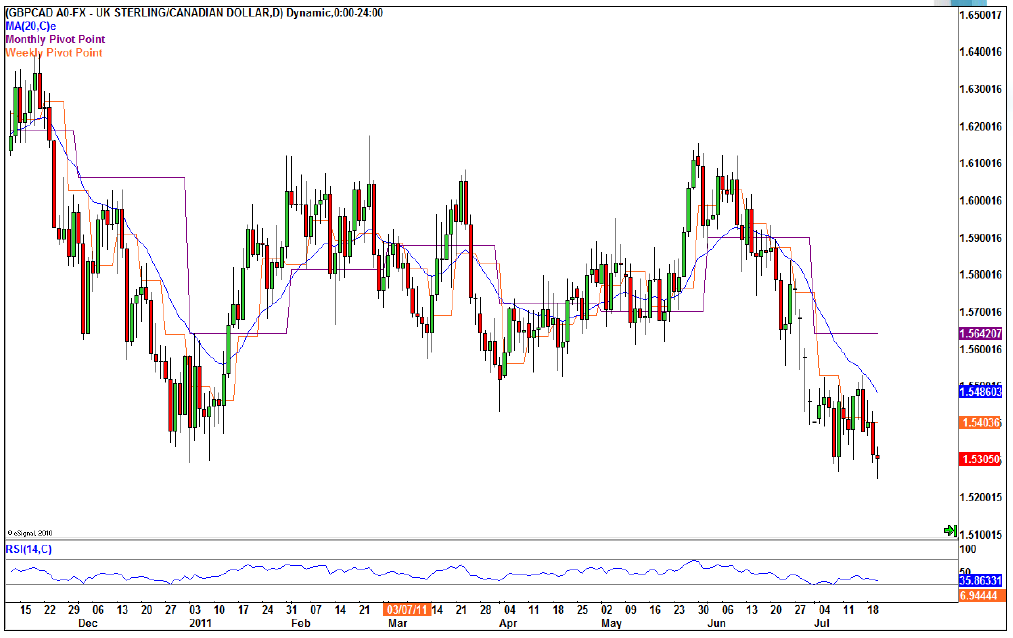 (GBPCAD A0-FX - UK STERLING/CANADIAN DOLLAR,D) Dynamic,0:00-24:00
MA(20,C)e
Monthly Pivot Point
Weekly Pivot Point
1.650017
1.640016
1.630016
1.620016
1.610016
1.600016
1.590016
1.580016
1.570016
1.564207
1.560016
1.548603
1.54036
1.53050
1.520015
1.510015
© eSignal, 2010
RSI(14,C)
100
50
35.86331
6.94444
15 22 29 06 13 20 27 03 10 17 24 31 07 14 21 03/07/11 14 21 28 04 11 18 25 02 09 16 23 30 06 13 20 27 04 11 18
Dec 2011 Feb Mar Apr May Jun Jul